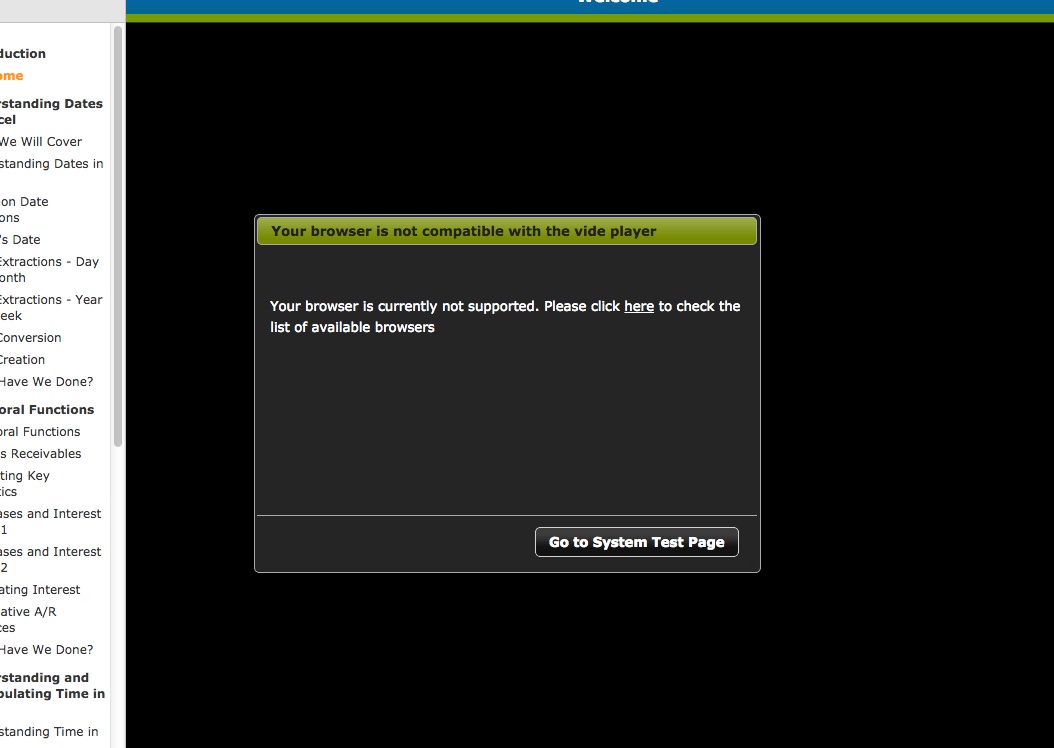 Welcome
duction
ome
rstanding Dates
cel
We Will Cover
standing Dates in
on Date
ons
's Date
Extractions - Day
onth
Extractions - Year
eek
Conversion
Creation
Have We Done?
oral Functions
oral Functions
s Receivables
ting Key
ics
ases and Interest
1
ases and Interest
2
ating Interest
ative A/R
ces
Have We Done?
rstanding and
pulating Time in
standing Time in
Your browser is not compatible with the vide player
Your browser is currently not supported. Please click here to check the
list of available browsers
Go to System Test Page